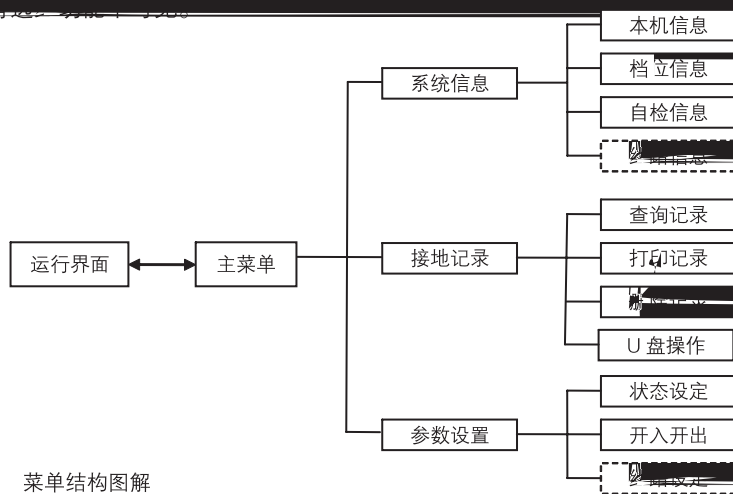 本机信息
系统信息
信息
自检信息
查询记录
运行界面
主菜单
接地记录
打印记录
U 盘操作
状态设定
参数设置
开入开出
菜单结构图解